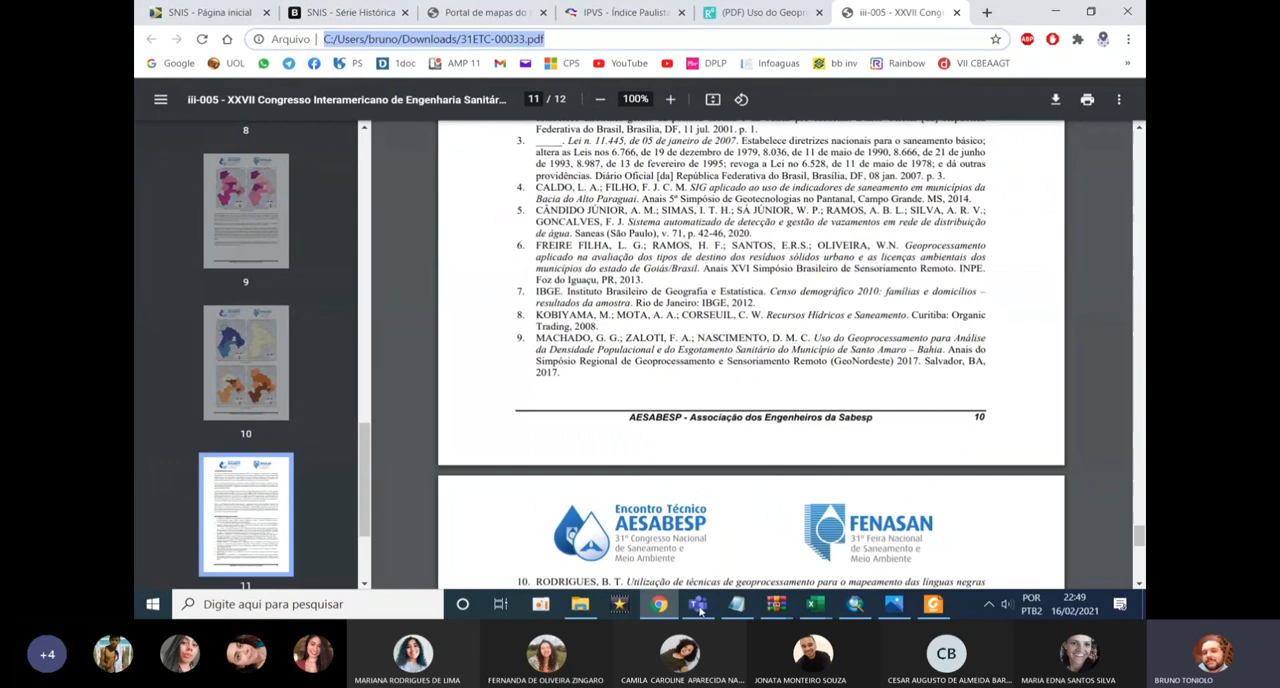 SNIS - Página inicial
SNIS - Série Histórica
Portal de mapas do
IPVS - Índice Paulist
(PDF) Uso do Geopr
iii-005 - XXVII Cong
Arquivo | C:/Users/bruno/Downloads/31ETC-00033.pdf
ABP
Google
UOL
PS
1doc
AMP 11
CPS
YouTube
DPLP
Infoaguas
bb inv
Rainbow
VII CBEAAGT
iii-005 - XXVII Congresso Interamericano de Engenharia Sanitár...
11 / 12
100%
8
9
10
11
Federativa do Brasil, Brasília, DF, 11 jul. 2001. p. 1.
3. _____. Lei n. 11.445, de 05 de janeiro de 2007. Estabelece diretrizes nacionais para o saneamento básico;
altera as Leis nos 6.766, de 19 de dezembro de 1979, 8.036, de 11 de maio de 1990, 8.666, de 21 de junho
de 1993, 8.987, de 13 de fevereiro de 1995; revoga a Lei no 6.528, de 11 de maio de 1978; e dá outras
providências. Diário Oficial [da] República Federativa do Brasil, Brasília, DF, 08 jan. 2007. p. 3.
4. CALDO, L. A.; FILHO, F. J. C. M. SIG aplicado ao uso de indicadores de saneamento em municípios da
Bacia do Alto Paraguai. Anais 5º Simpósio de Geotecnologias no Pantanal, Campo Grande. MS, 2014.
5. CÂNDIDO JÚNIOR, A. M.; SIMAS, I. T. H.; SÁ JÚNIOR, W. P.; RAMOS, A. B. L.; SILVA, A. R. V.;
GONÇALVES, F. J. Sistema automatizado de detecção e gestão de vazamentos em rede de distribuição
de água. Saneas (São Paulo), v. 71, p. 42-46, 2020.
6. FREIRE FILHA, L. G.; RAMOS, H. F.; SANTOS, E.R.S.; OLIVEIRA, W.N. Geoprocessamento
aplicado na avaliação dos tipos de destino dos resíduos sólidos urbano e as licenças ambientais dos
municípios do estado de Goiás/Brasil. Anais XVI Simpósio Brasileiro de Sensoriamento Remoto. INPE.
Foz do Iguaçu, PR, 2013.
7. IBGE. Instituto Brasileiro de Geografia e Estatística. Censo demográfico 2010: famílias e domicílios –
resultados da amostra. Rio de Janeiro: IBGE, 2012.
8. KOBIYAMA, M.; MOTA, A. A.; CORSEUIL, C. W. Recursos Hídricos e Saneamento. Curitiba: Organic
Trading, 2008.
9. MACHADO, G. G.; ZALOTI, F. A.; NASCIMENTO, D. M. C. Uso do Geoprocessamento para Análise
da Densidade Populacional e do Esgotamento Sanitário do Município de Santo Amaro – Bahia. Anais do
Simpósio Regional de Geoprocessamento e Sensoriamento Remoto (GeoNordeste) 2017. Salvador, BA,
2017.
AESABESP - Associação dos Engenheiros da Sabesp 10
Encontro Técnico
AESABESP
31º Congresso Nacional
de Saneamento e
Meio Ambiente
FENASAN
31ª Feira Nacional
de Saneamento e
Meio Ambiente
10. RODRIGUES, B. T. Utilização de técnicas de geoprocessamento para o mapeamento das línguas negras
Digite aqui para pesquisar
POR
PTB2
22:49
16/02/2021
+4
CB
MARIANA RODRIGUES DE LIMA
FERNANDA DE OLIVEIRA ZINGARO
CAMILA CAROLINE APARECIDA NA...
JONATA MONTEIRO SOUZA
CESAR AUGUSTO DE ALMEIDA BAR...
MARIA EDNA SANTOS SILVA
BRUNO TONIOLO